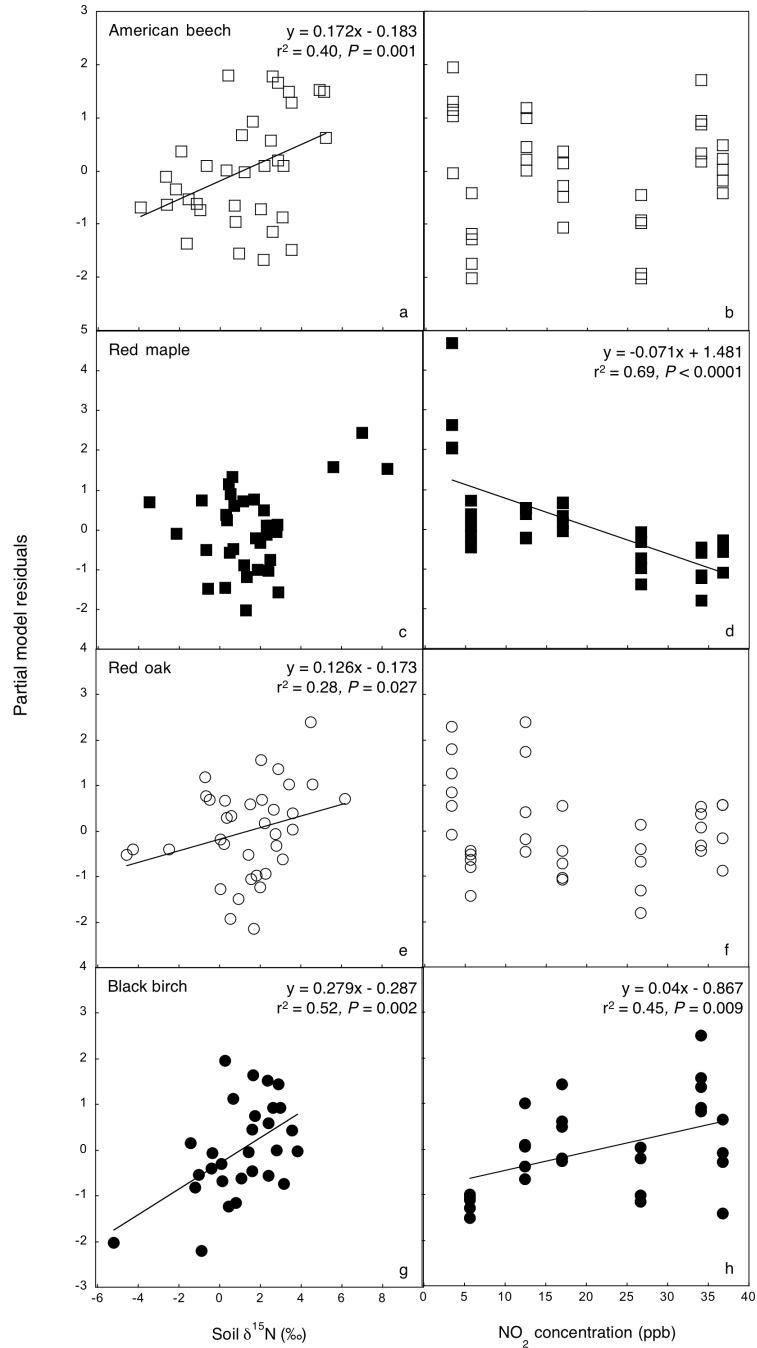 Partial model residuals
American beech
y = 0.172x - 0.183
r² = 0.40, P = 0.001
3
2
1
0
-1
-2
5
a
b
Red maple
y = -0.071x + 1.481
r² = 0.69, P < 0.0001
4
3
2
1
0
-1
-2
4
c
d
Red oak
y = 0.126x - 0.173
r² = 0.28, P = 0.027
3
2
1
0
-1
-2
4
e
f
Black birch
y = 0.279x - 0.287
r² = 0.52, P = 0.002
y = 0.04x - 0.867
r² = 0.45, P = 0.009
3
2
1
0
-1
-2
-3
g
h
-6 -4 -2 0 2 4 6 8
0 5 10 15 20 25 30 35 40
Soil δ¹⁵N (‰)
NO₂ concentration (ppb)